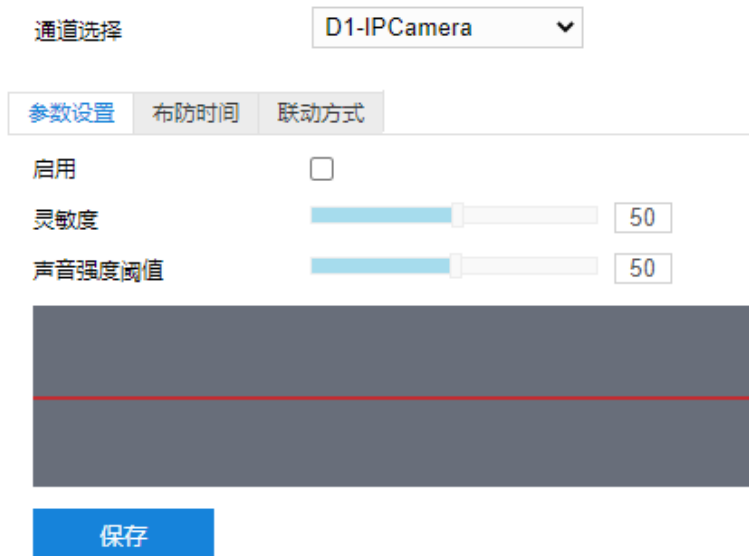 通道选择 D1-IPCamera
参数设置 布防时间 联动方式
启用
灵敏度 50
声音强度阈值 50
保存